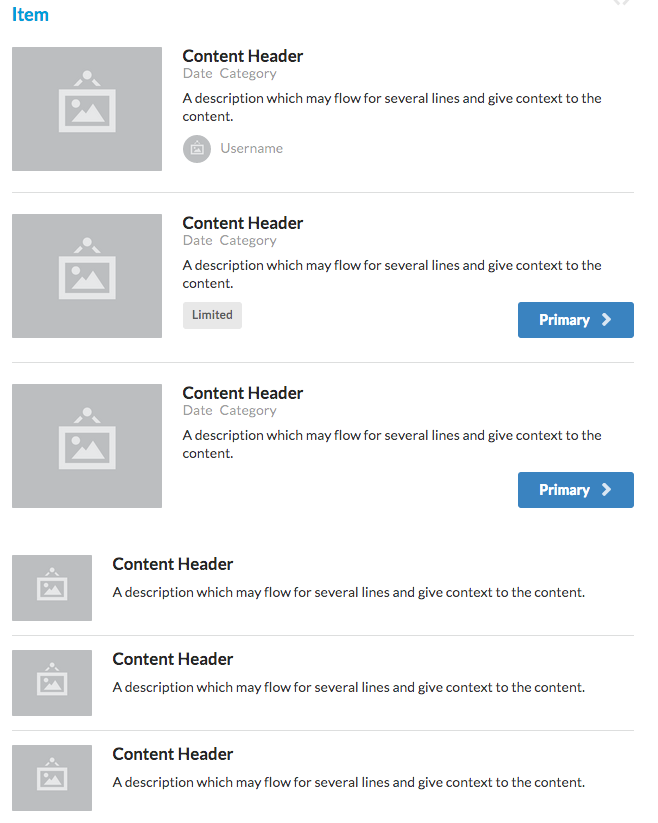 Item
Content Header
Date Category
A description which may flow for several lines and give context to the
content.
Username
Content Header
Date Category
A description which may flow for several lines and give context to the
content.
Limited
Primary
Content Header
Date Category
A description which may flow for several lines and give context to the
content.
Primary
Content Header
A description which may flow for several lines and give context to the content.
Content Header
A description which may flow for several lines and give context to the content.
Content Header
A description which may flow for several lines and give context to the content.